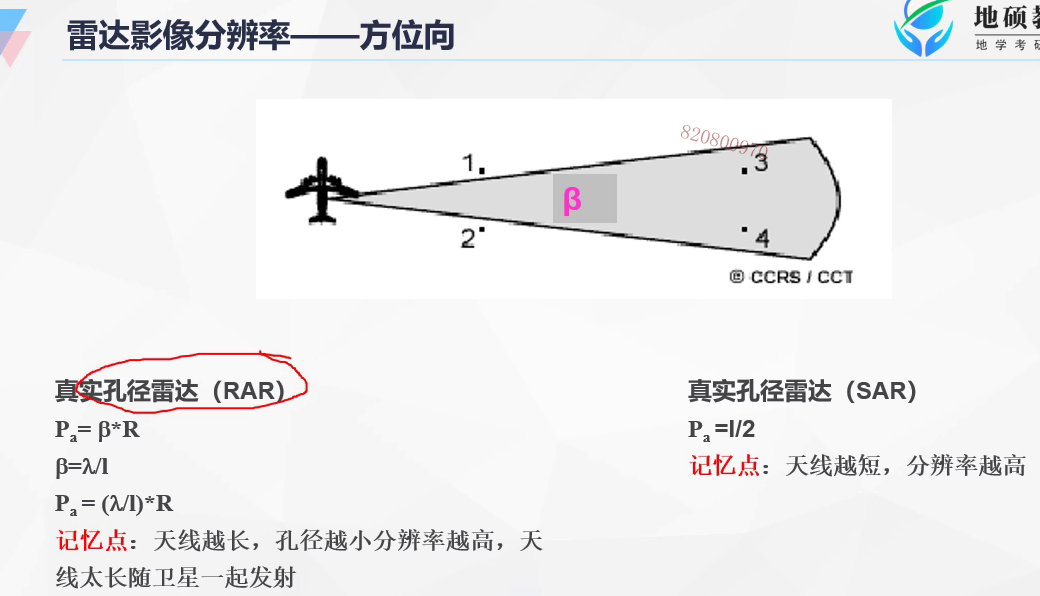 雷达影像分辨率——方位向
地硕教
地学考研
820800970
1
3
β
2
4
© CCRS / CCT
真实孔径雷达（RAR）
Pa= β*R
β=λ/l
Pa = (λ/l)*R
记忆点：天线越长，孔径越小分辨率越高，天
线太长随卫星一起发射
真实孔径雷达（SAR）
Pa =l/2
记忆点：天线越短，分辨率越高